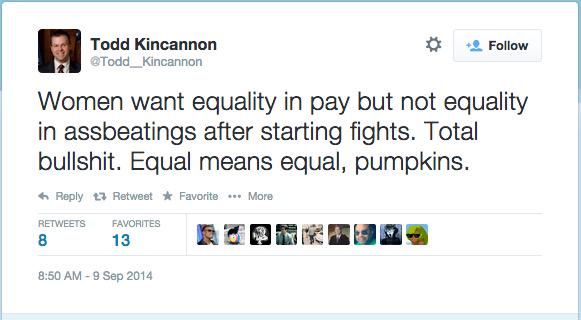 Todd Kincannon
@Todd__Kincannon
Follow
Women want equality in pay but not equality
in assbeatings after starting fights. Total
bullshit. Equal means equal, pumpkins.
Reply Retweet Favorite More
RETWEETS FAVORITES
8 13
8:50 AM - 9 Sep 2014